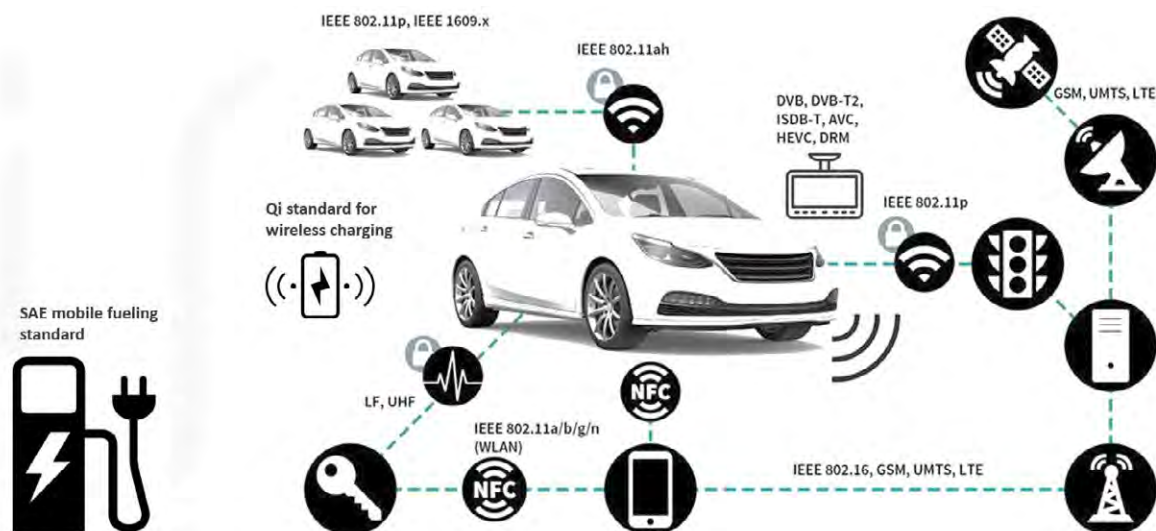 IEEE 802.11p, IEEE 1609.x
IEEE 802.11ah
DVB, DVB-T2,
ISDB-T, AVC,
HEVC, DRM
GSM, UMTS, LTE
IEEE 802.11p
Qi standard for
wireless charging
SAE mobile fueling
standard
LF, UHF
NFC
IEEE 802.11a/b/g/n
(WLAN)
NFC
IEEE 802.16, GSM, UMTS, LTE